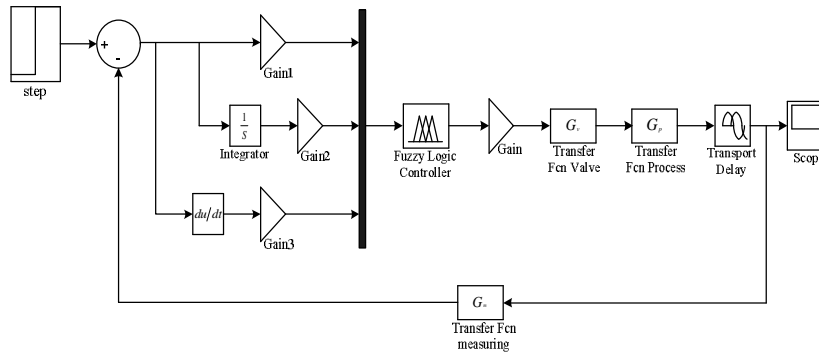 step
+
-
Gain1
1
S
Integrator
Gain2
du/dt
Gain3
Fuzzy Logic
Controller
Gain
Gv
Transfer
Fcn Valve
Gp
Transfer
Fcn Process
Transport
Delay
Scop
Gm
Transfer Fcn
measuring